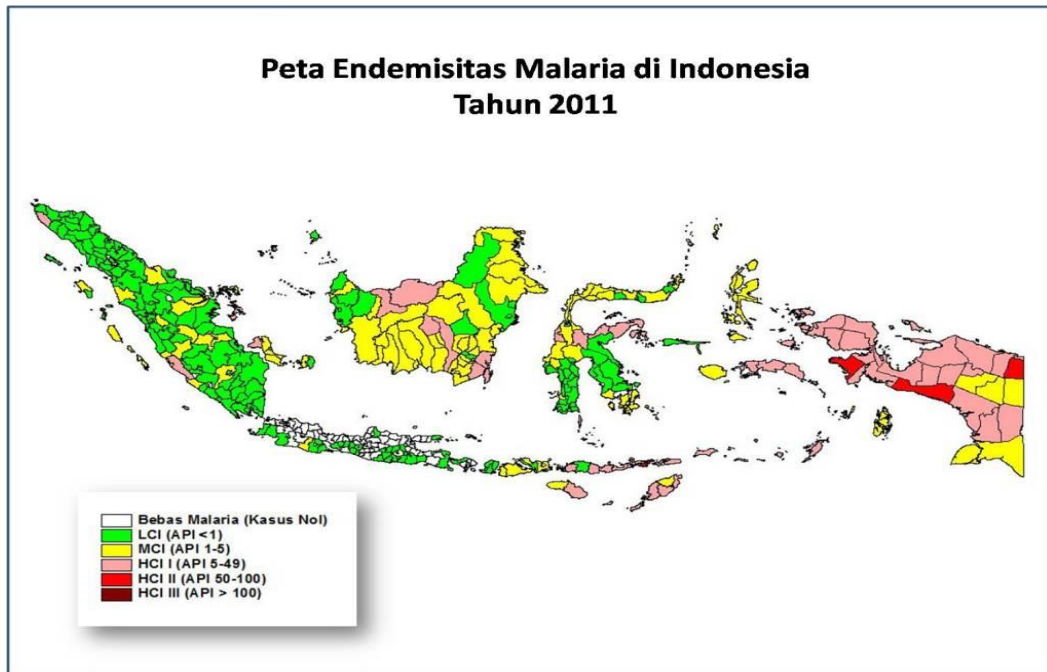 Peta Endemisitas Malaria di Indonesia
Tahun 2011
Bebas Malaria (Kasus Nol)
LCI (API <1)
MCI (API 1-5)
HCI I (API 5-49)
HCI II (API 50-100)
HCI III (API > 100)